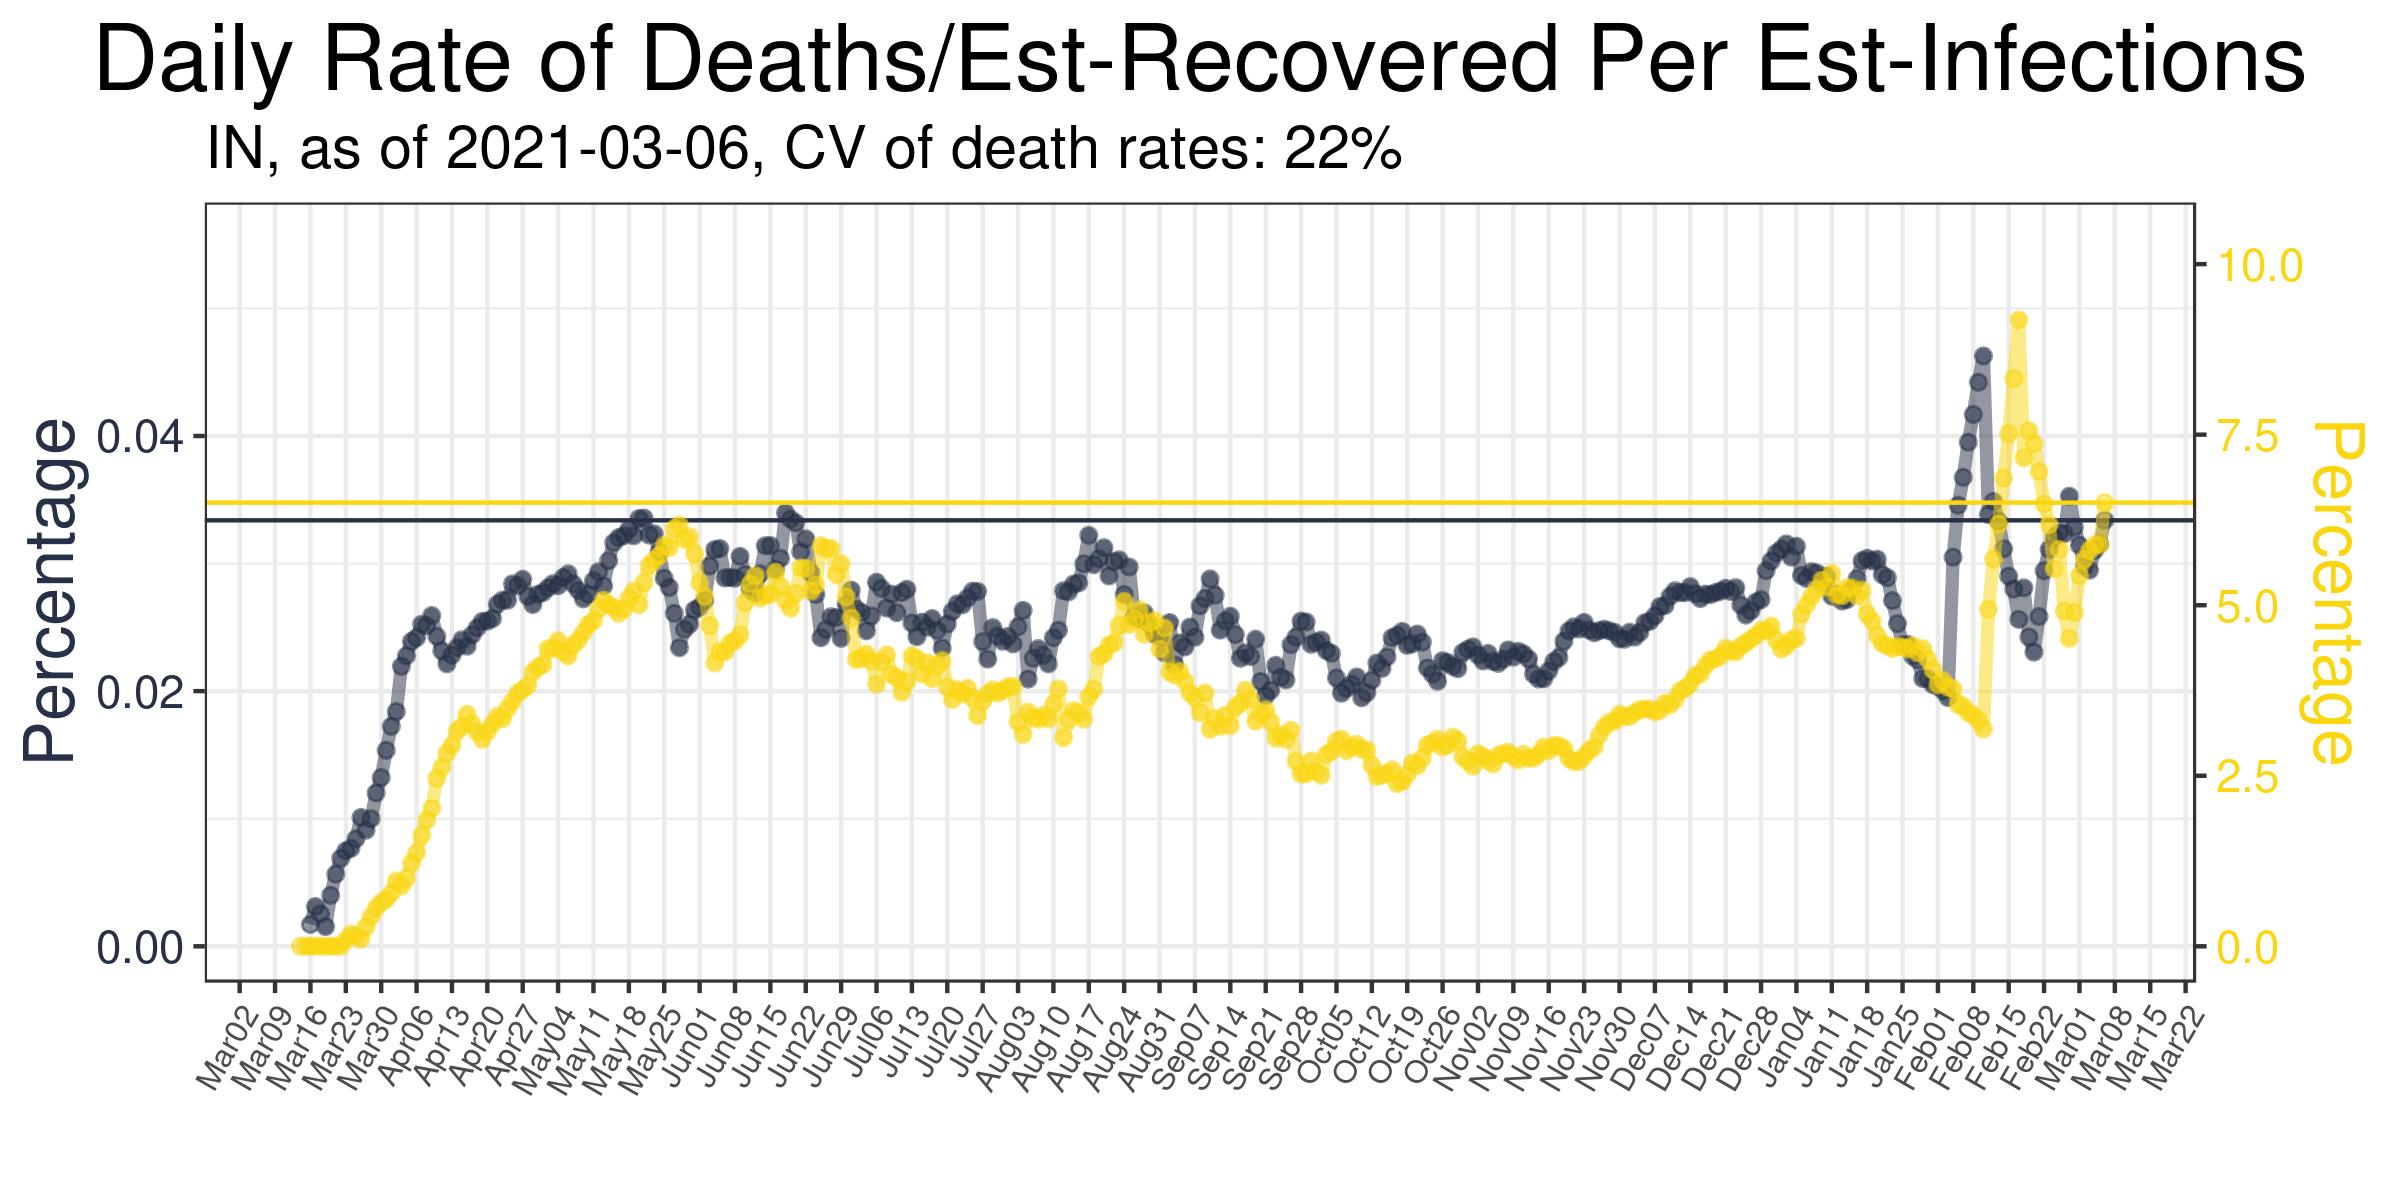 Daily Rate of Deaths/Est-Recovered Per Est-Infections
IN, as of 2021-03-06, CV of death rates: 22%
Percentage
0.04
0.02
0.00
10.0
7.5
5.0
2.5
0.0
Percentage
Mar02
Mar09
Mar16
Mar23
Mar30
Apr06
Apr13
Apr20
Apr27
May04
May11
May18
May25
Jun01
Jun08
Jun15
Jun22
Jun29
Jul06
Jul13
Jul20
Jul27
Aug03
Aug10
Aug17
Aug24
Aug31
Sep07
Sep14
Sep21
Sep28
Oct05
Oct12
Oct19
Oct26
Nov02
Nov09
Nov16
Nov23
Nov30
Dec07
Dec14
Dec21
Dec28
Dec04
Jan11
Jan18
Jan25
Feb01
Feb08
Feb15
Feb22
Mar01
Mar08
Mar15
Mar22